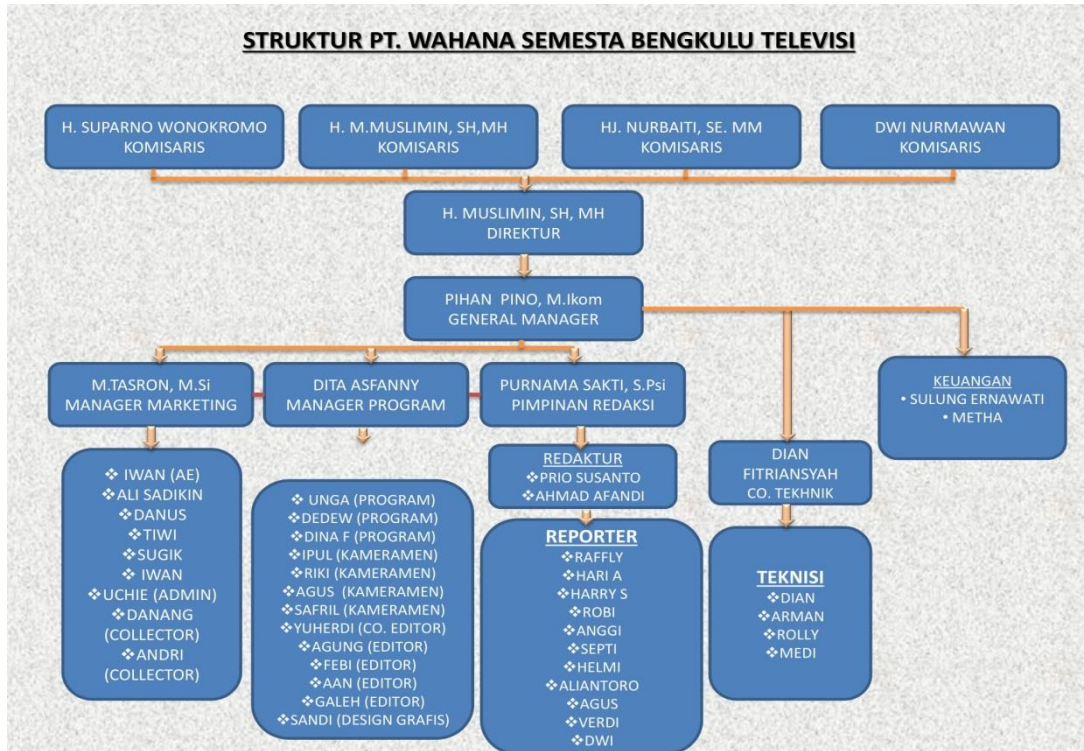 STRUKTUR PT. WAHANA SEMESTA BENGKULU TELEVISI
H. SUPARNO WONOKROMO
KOMISARIS
H. M.MUSLIMIN, SH,MH
KOMISARIS
HJ. NURBAITI, SE. MM
KOMISARIS
DWI NURMAWAN
KOMISARIS
H. MUSLIMIN, SH, MH
DIREKTUR
PIHAN PINO, M.Ikom
GENERAL MANAGER
M.TASRON, M.Si
MANAGER MARKETING
DITA ASFANNY
MANAGER PROGRAM
PURNAMA SAKTI, S.Psi
PIMPINAN REDAKSI
KEUANGAN
• SULUNG ERNAWATI
• METHA
❖ IWAN (AE)
❖ ALI SADIKIN
❖DANUS
❖TIWI
❖SUGIK
❖ IWAN
❖UCHIE (ADMIN)
❖DANANG
(COLLECTOR)
❖ANDRI
(COLLECTOR)
❖ UNGA (PROGRAM)
❖DEDEW (PROGRAM)
❖DINA F (PROGRAM)
❖IPUL (KAMERAMEN)
❖RIKI (KAMERAMEN)
❖AGUS (KAMERAMEN)
❖SAFRIL (KAMERAMEN)
❖YUHERDI (CO. EDITOR)
❖AGUNG (EDITOR)
❖FEBI (EDITOR)
❖AAN (EDITOR)
❖GALEH (EDITOR)
❖SANDI (DESIGN GRAFIS)
REDAKTUR
❖PRIO SUSANTO
❖AHMAD AFANDI
REPORTER
❖RAFFLY
❖HARI A
❖HARRY S
❖ROBI
❖ANGGI
❖SEPTI
❖HELMI
❖ALIANTORO
❖AGUS
❖VERDI
❖DWI
DIAN
FITRIANSYAH
CO. TEKHNIK
TEKNISI
❖DIAN
❖ARMAN
❖ROLLY
❖MEDI